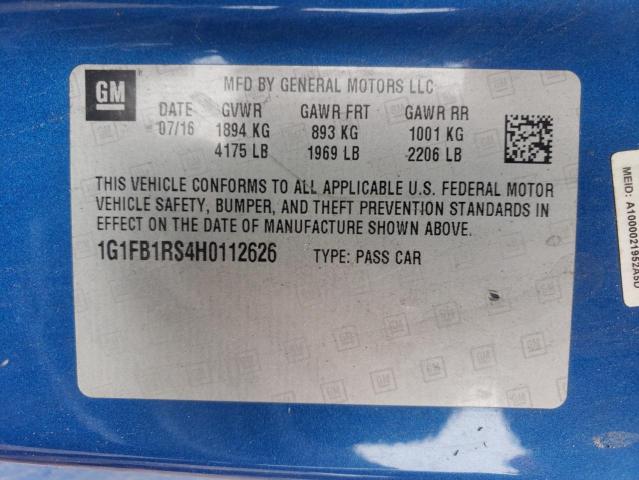 GM
MFD BY GENERAL MOTORS LLC
DATE GVWR GAWR FRT GAWR RR
07/16 1894 KG 893 KG 1001 KG
4175 LB 1969 LB 2206 LB
THIS VEHICLE CONFORMS TO ALL APPLICABLE U.S. FEDERAL MOTOR
VEHICLE SAFETY, BUMPER, AND THEFT PREVENTION STANDARDS IN
EFFECT ON THE DATE OF MANUFACTURE SHOWN ABOVE.
1G1FB1RS4H0112626 TYPE: PASS CAR
MEID: A1000021952A5D